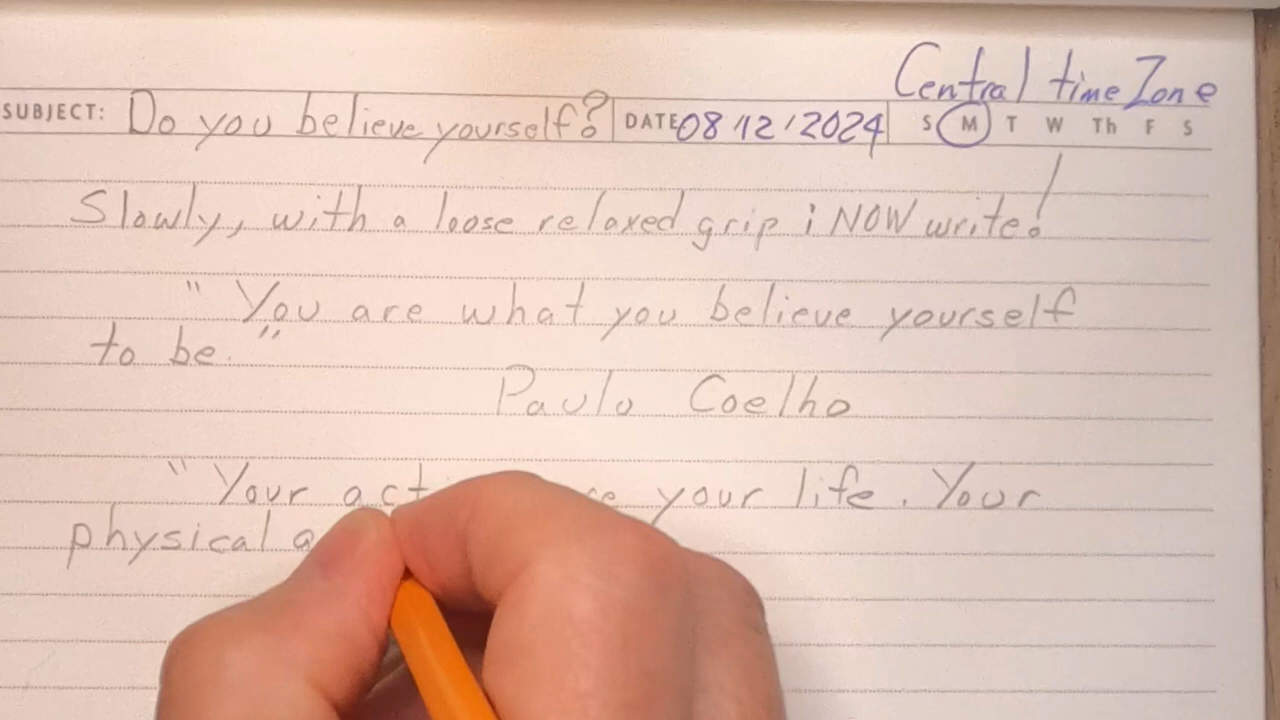 Central time Zone
SUBJECT: Do you believe yourself? DATE 08/12/2024 S M T W Th F S
Slowly, with a loose relaxed grip i NOW write!
"You are what you believe yourself
to be."
Paulo Coelho
"Your your life. Your
physical